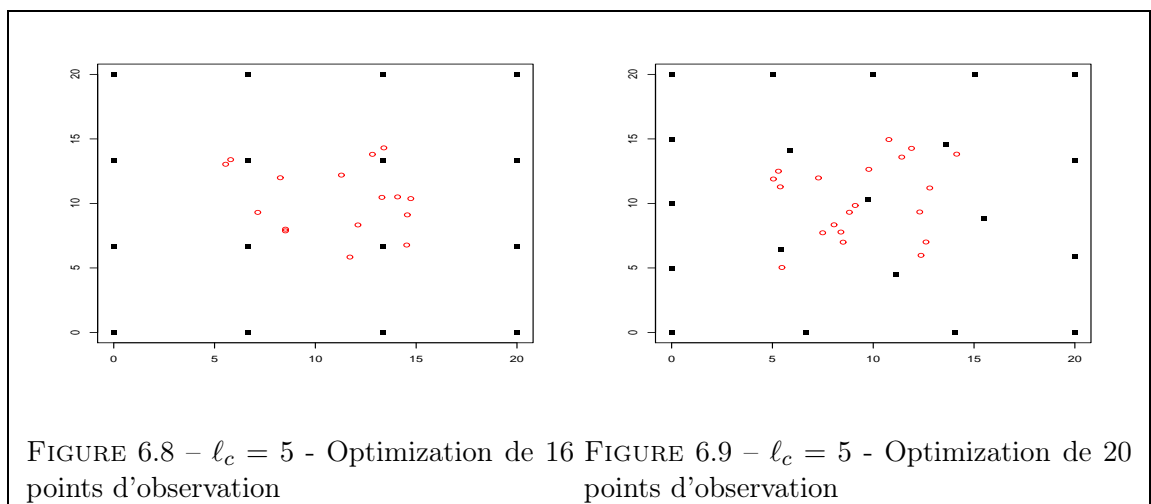 20
15
10
5
0
0 5 10 15 20
20
15
10
5
0
0 5 10 15 20
FIGURE 6.8 – ℓc = 5 - Optimization de 16
points d'observation
FIGURE 6.9 – ℓc = 5 - Optimization de 20
points d'observation